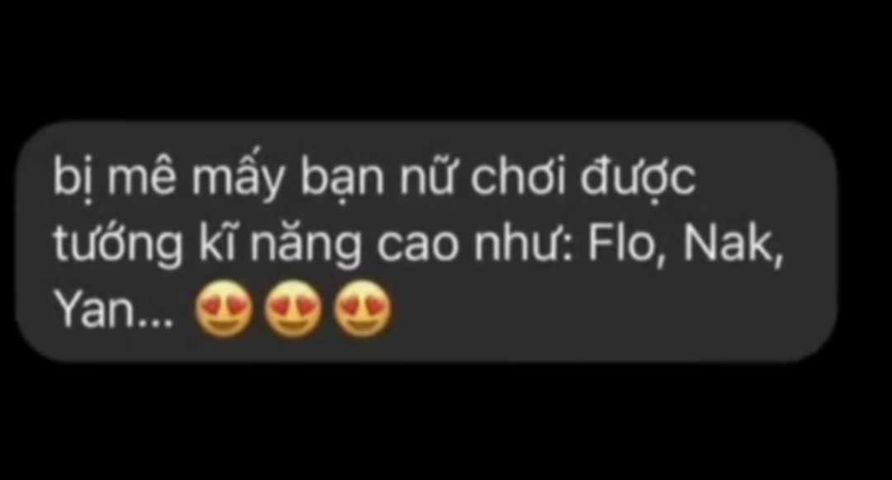 bị mê mấy bạn nữ chơi được
tướng kĩ năng cao như: Flo, Nak,
Yan... 😍😍😍